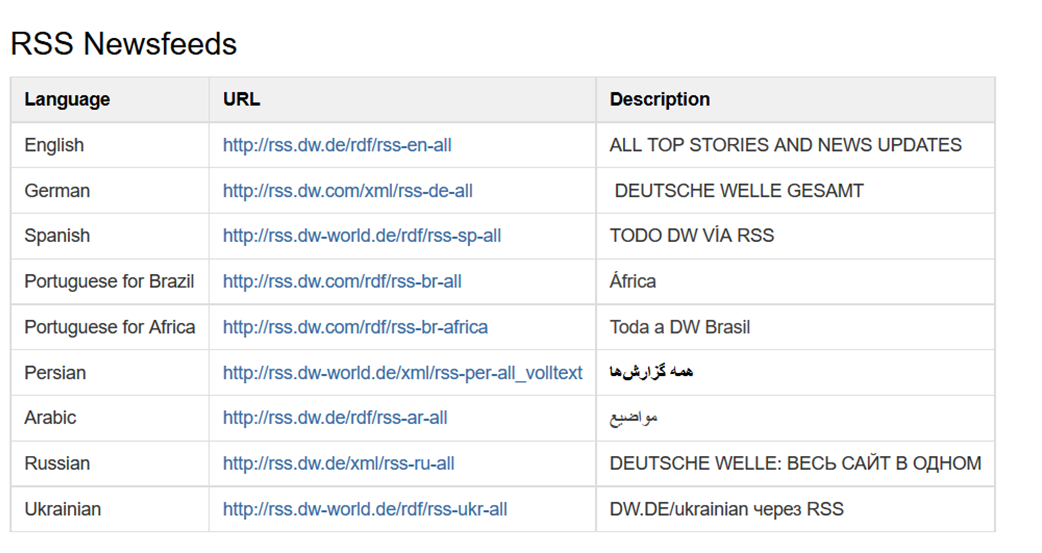 RSS Newsfeeds
Language URL Description
English http://rss.dw.de/rdf/rss-en-all ALL TOP STORIES AND NEWS UPDATES
German http://rss.dw.com/xml/rss-de-all DEUTSCHE WELLE GESAMT
Spanish http://rss.dw-world.de/rdf/rss-sp-all TODO DW VİA RSS
Portuguese for Brazil http://rss.dw.com/rdf/rss-br-all África
Portuguese for Africa http://rss.dw.com/rdf/rss-br-africa Toda a DW Brasil
Persian http://rss.dw-world.de/xml/rss-per-all_volltext همه گزارش‌ها
Arabic http://rss.dw.de/rdf/rss-ar-all مواضيع
Russian http://rss.dw.de/xml/rss-ru-all DEUTSCHE WELLE: ВЕСЬ САЙТ В ОДНОМ
Ukrainian http://rss.dw-world.de/rdf/rss-ukr-all DW.DE/ukrainian через RSS